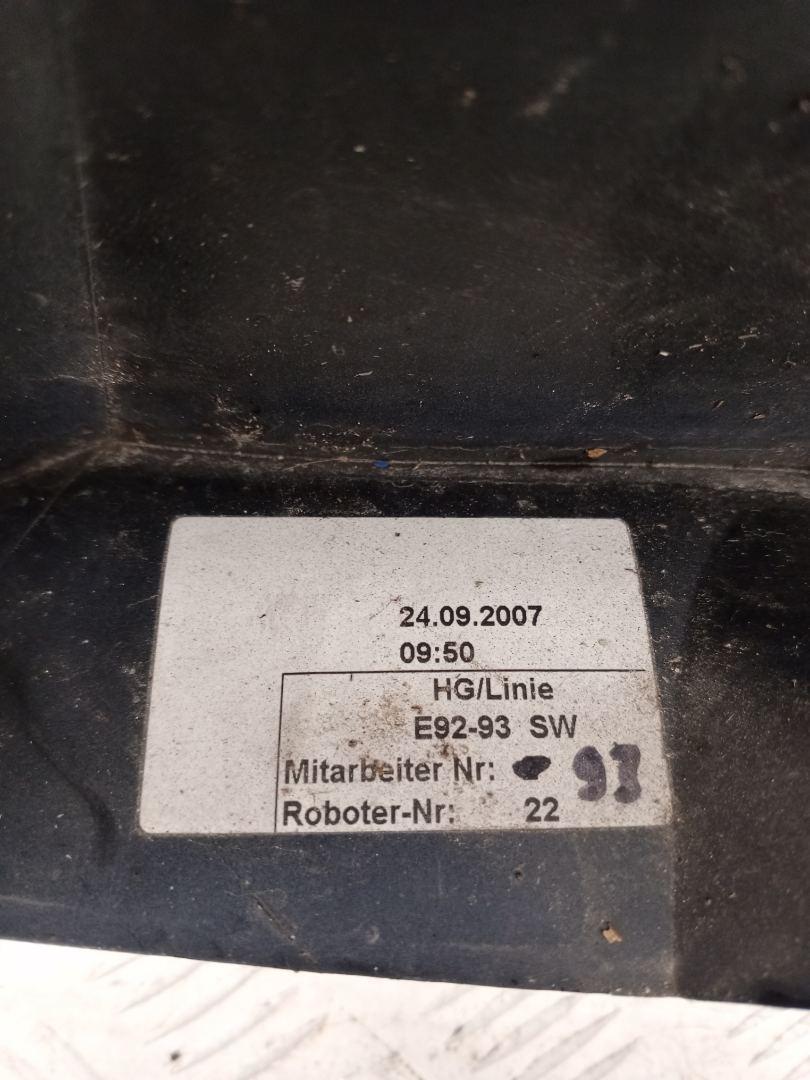 24.09.2007
09:50
HG/Linie
E92-93 SW
Mitarbeiter Nr: 93
Roboter-Nr: 22